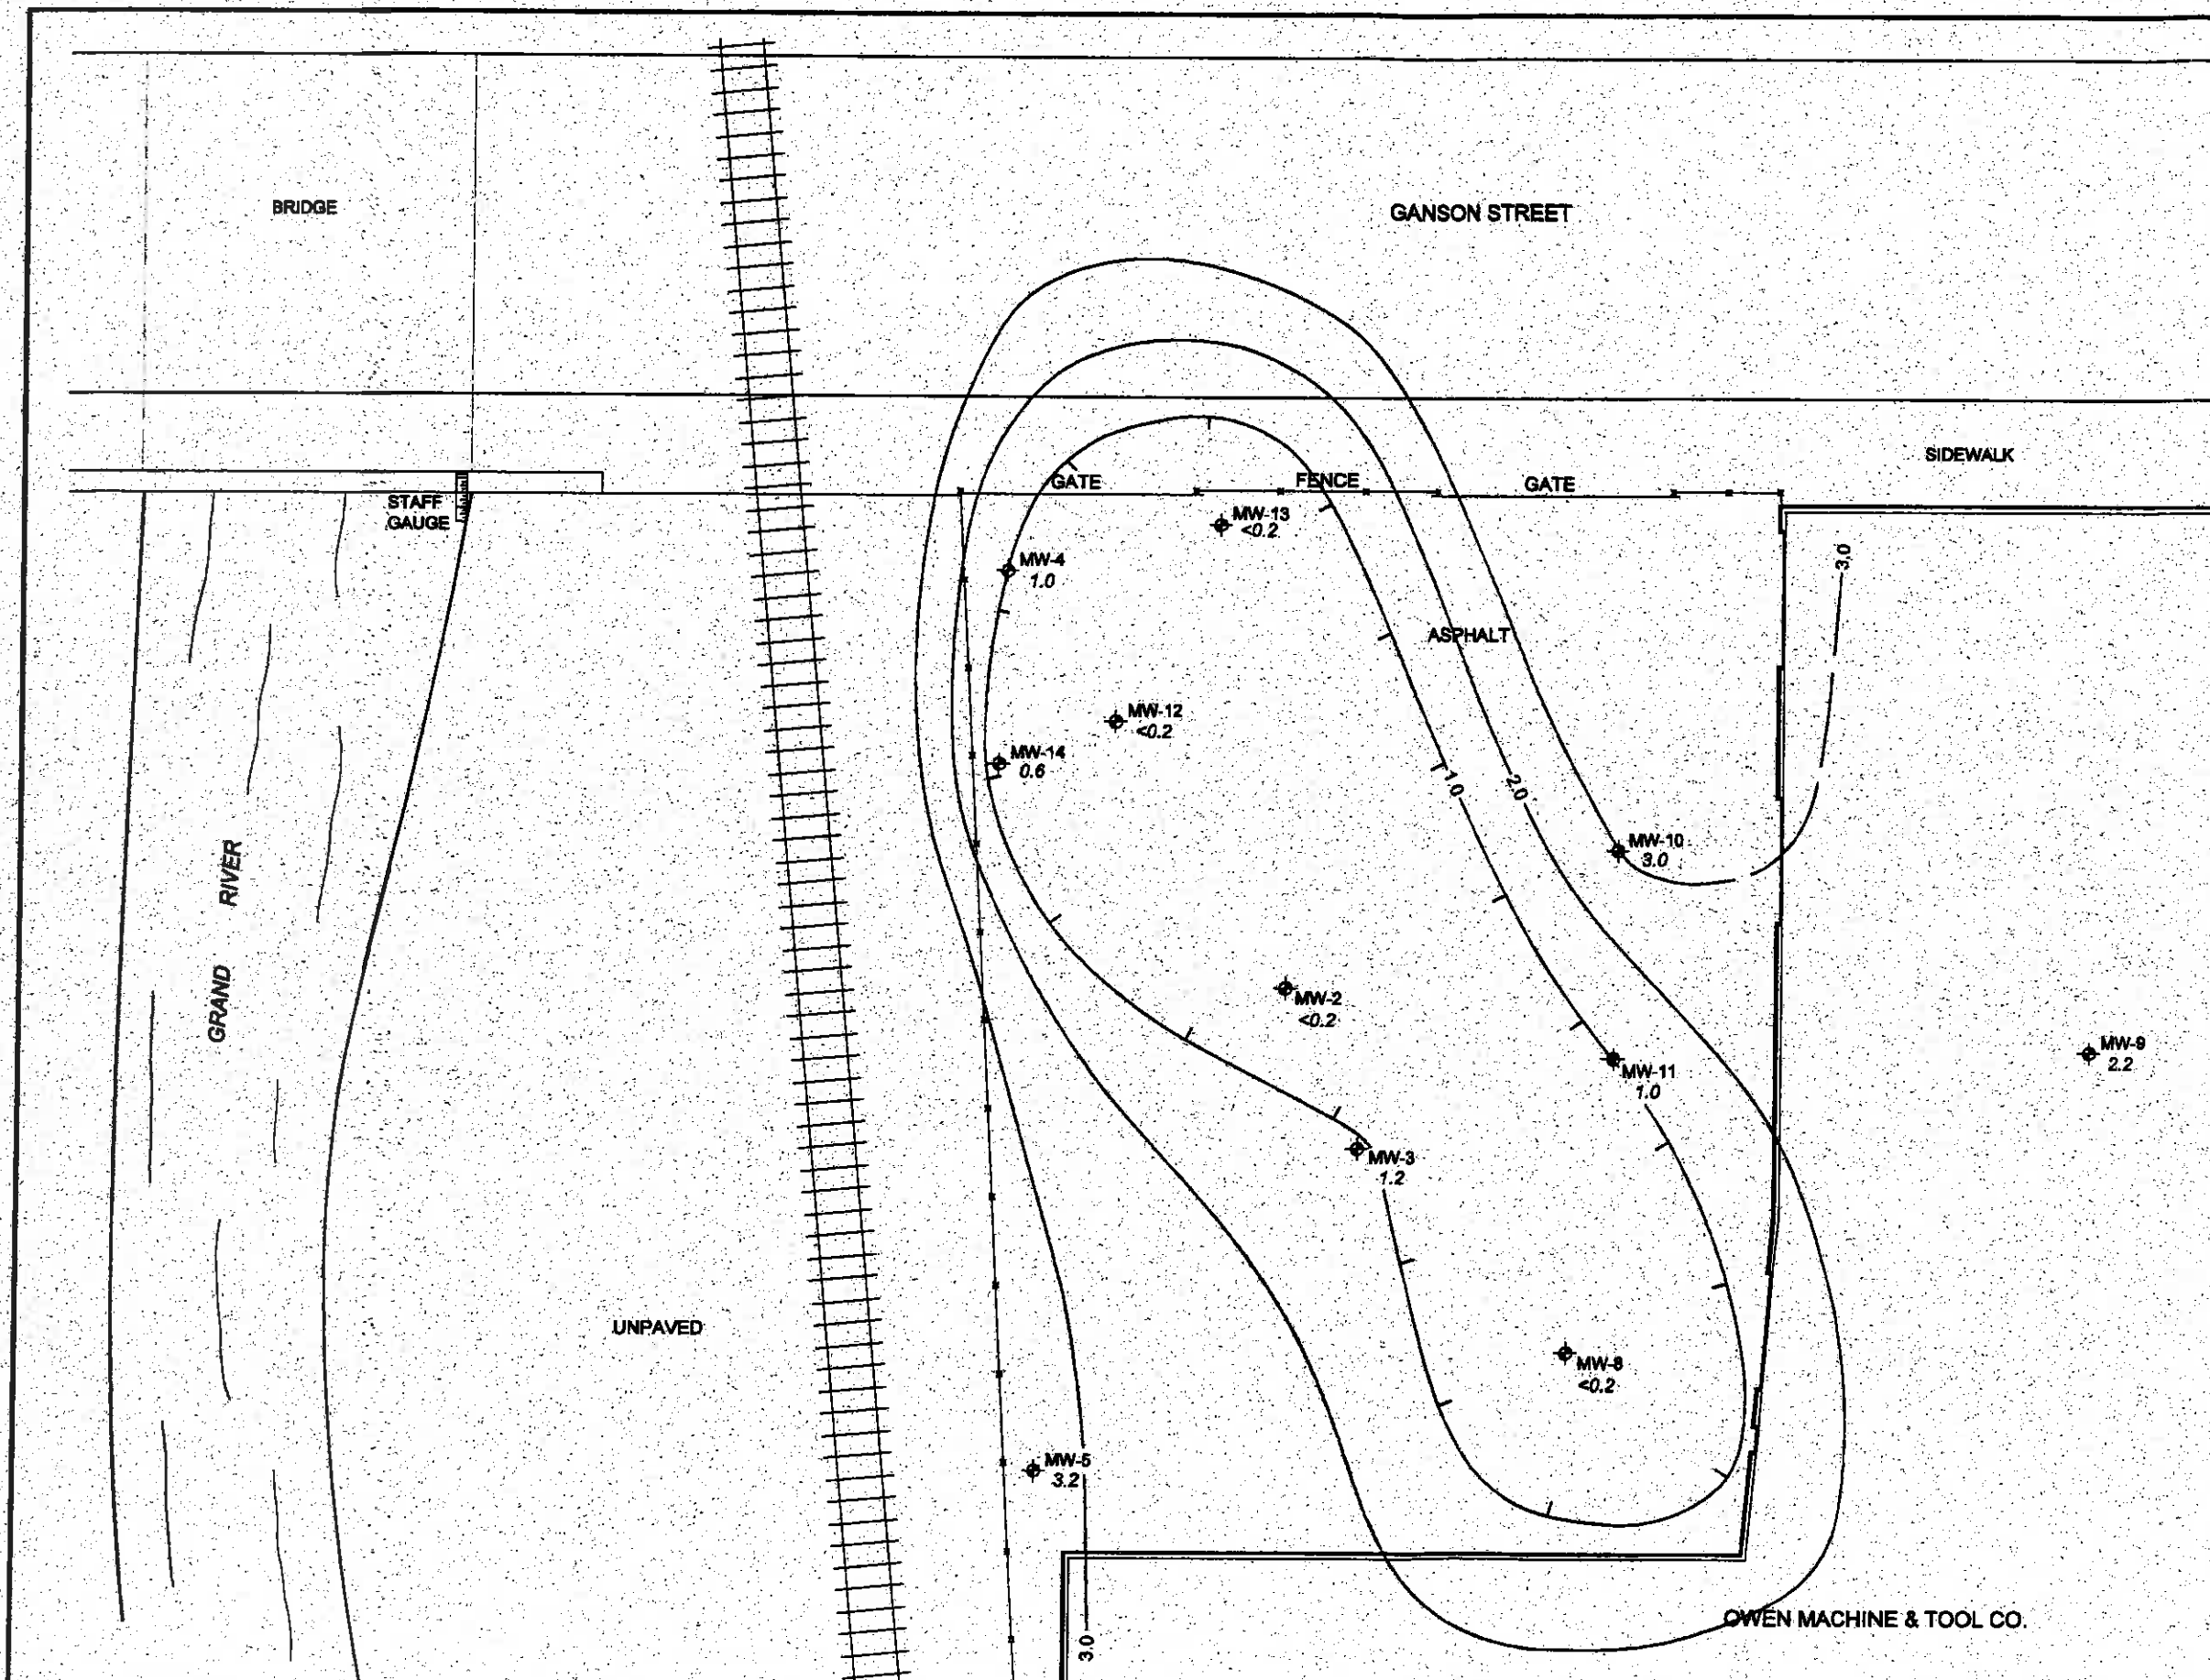 BRIDGE
GANSON STREET
SIDEWALK
STAFF
GAUGE
GATE
FENCE
GATE
MW-13
<0.2
MW-4
1.0
3.0
ASPHALT
MW-12
<0.2
MW-14
0.6
1.0
2.0
MW-10
3.0
GRAND RIVER
MW-2
<0.2
MW-11
1.0
MW-9
2.2
MW-3
1.2
UNPAVED
MW-8
<0.2
MW-5
3.2
3.0
OWEN MACHINE & TOOL CO.